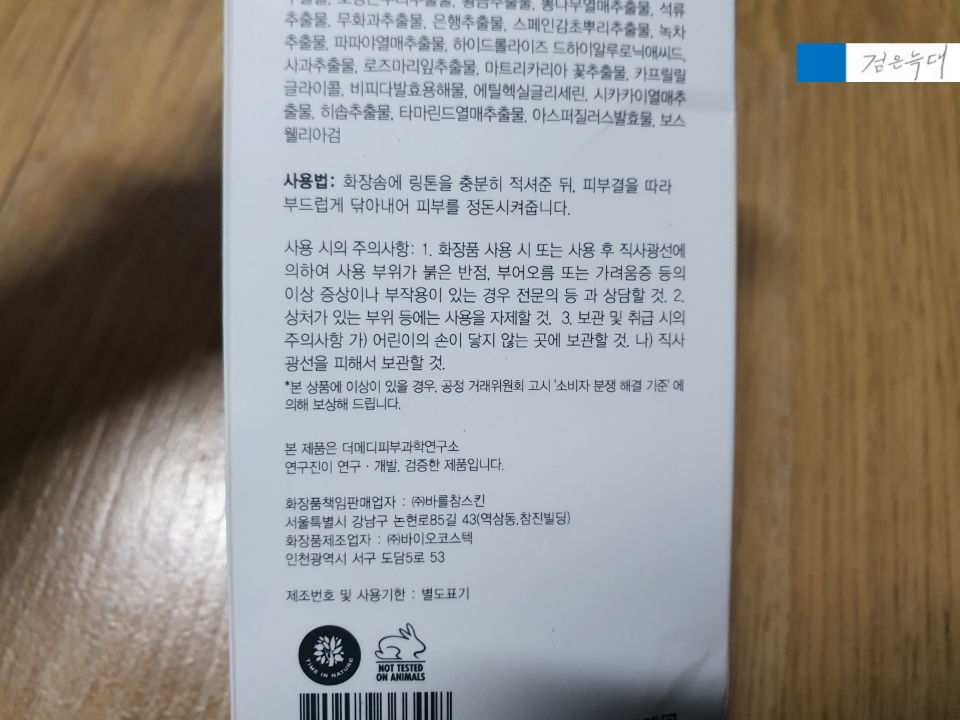 추출물, 황금추출물, 뽕나무열매추출물, 석류
추출물, 무화과추출물, 은행추출물, 스페인감초뿌리추출물, 녹차
추출물, 파파야열매추출물, 하이드롤라이즈드하이알루로닉애씨드,
사과추출물, 로즈마리잎추출물, 마트리카리아 꽃추출물, 카프릴릴
글라이콜, 비피다발효용해물, 에틸헥실글리세린, 시카카이열매추
출물, 히솝추출물, 타마린드열매추출물, 아스퍼질러스발효물, 보스
웰리아검
사용법: 화장솜에 링톤을 충분히 적셔준 뒤, 피부결을 따라
부드럽게 닦아내어 피부를 정돈시켜줍니다.
사용 시의 주의사항: 1. 화장품 사용 시 또는 사용 후 직사광선에
의하여 사용 부위가 붉은 반점, 부어오름 또는 가려움증 등의
이상 증상이나 부작용이 있는 경우 전문의 등 과 상담할 것. 2.
상처가 있는 부위 등에는 사용을 자제할 것. 3. 보관 및 취급 시의
주의사항 가) 어린이의 손이 닿지 않는 곳에 보관할 것. 나) 직사
광선을 피해서 보관할 것.
*본 상품에 이상이 있을 경우, 공정 거래위원회 고시 '소비자 분쟁 해결 기준' 에
의해 보상해 드립니다.
본 제품은 더메디피부과학연구소
연구진이 연구 · 개발, 검증한 제품입니다.
화장품책임판매업자 : ㈜바를참스킨
서울특별시 강남구 논현로85길 43(역삼동,참진빌딩)
화장품제조업자 : ㈜바이오코스텍
인천광역시 서구 도담5로 53
제조번호 및 사용기한 : 별도표기
TIME IN NATURE
NOT TESTED
ON ANIMALS
검은늑대